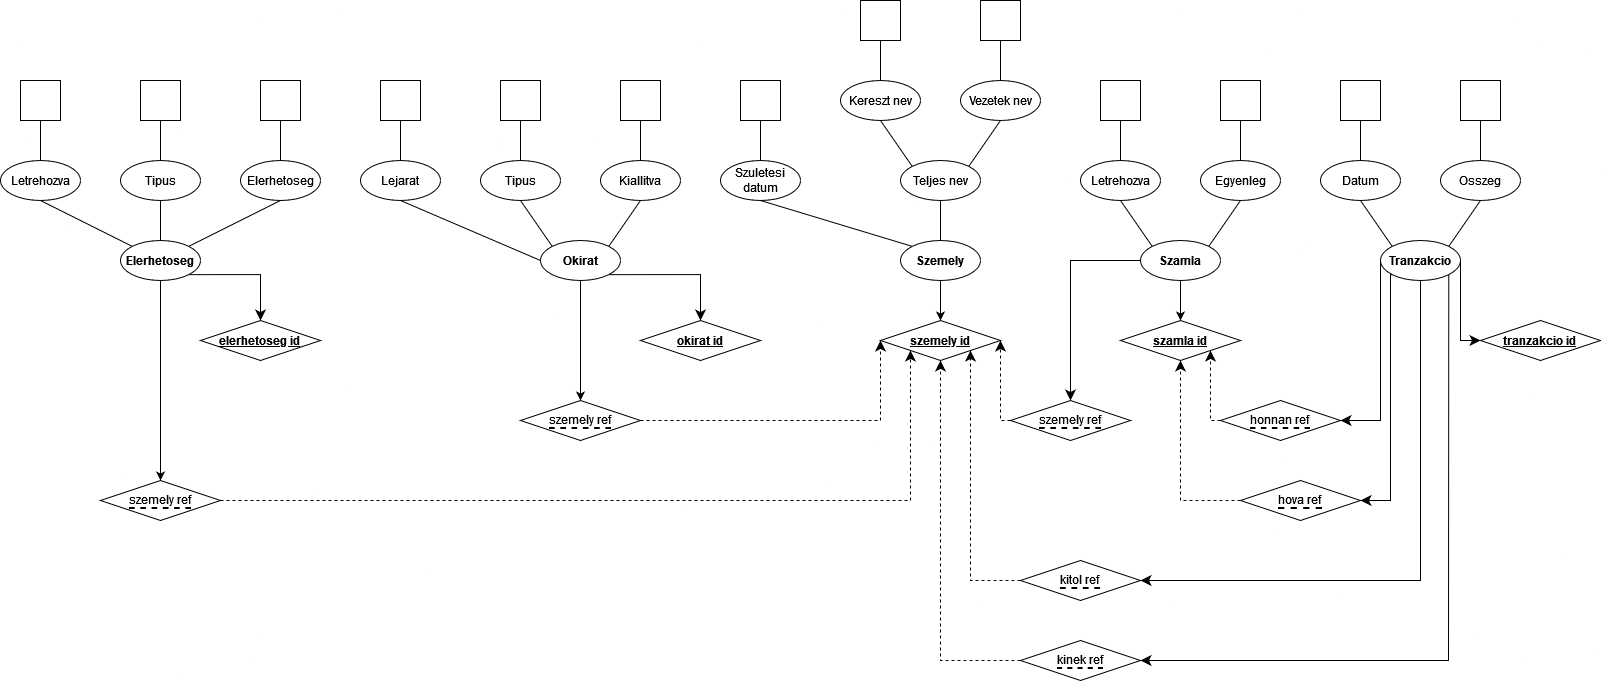 Kereszt nev
Vezetek nev
Letrehozva
Tipus
Elerhetoseg
Lejarat
Tipus
Kiallitva
Szuletesi
datum
Teljes nev
Letrehozva
Egyenleg
Datum
Osszeg
Elerhetoseg
Okirat
Szemely
Szamla
Tranzakcio
elerhetoseg id
okirat id
szemely id
szamla id
tranzakcio id
szemely ref
szemely ref
honnan ref
szemely ref
hova ref
kitol ref
kinek ref